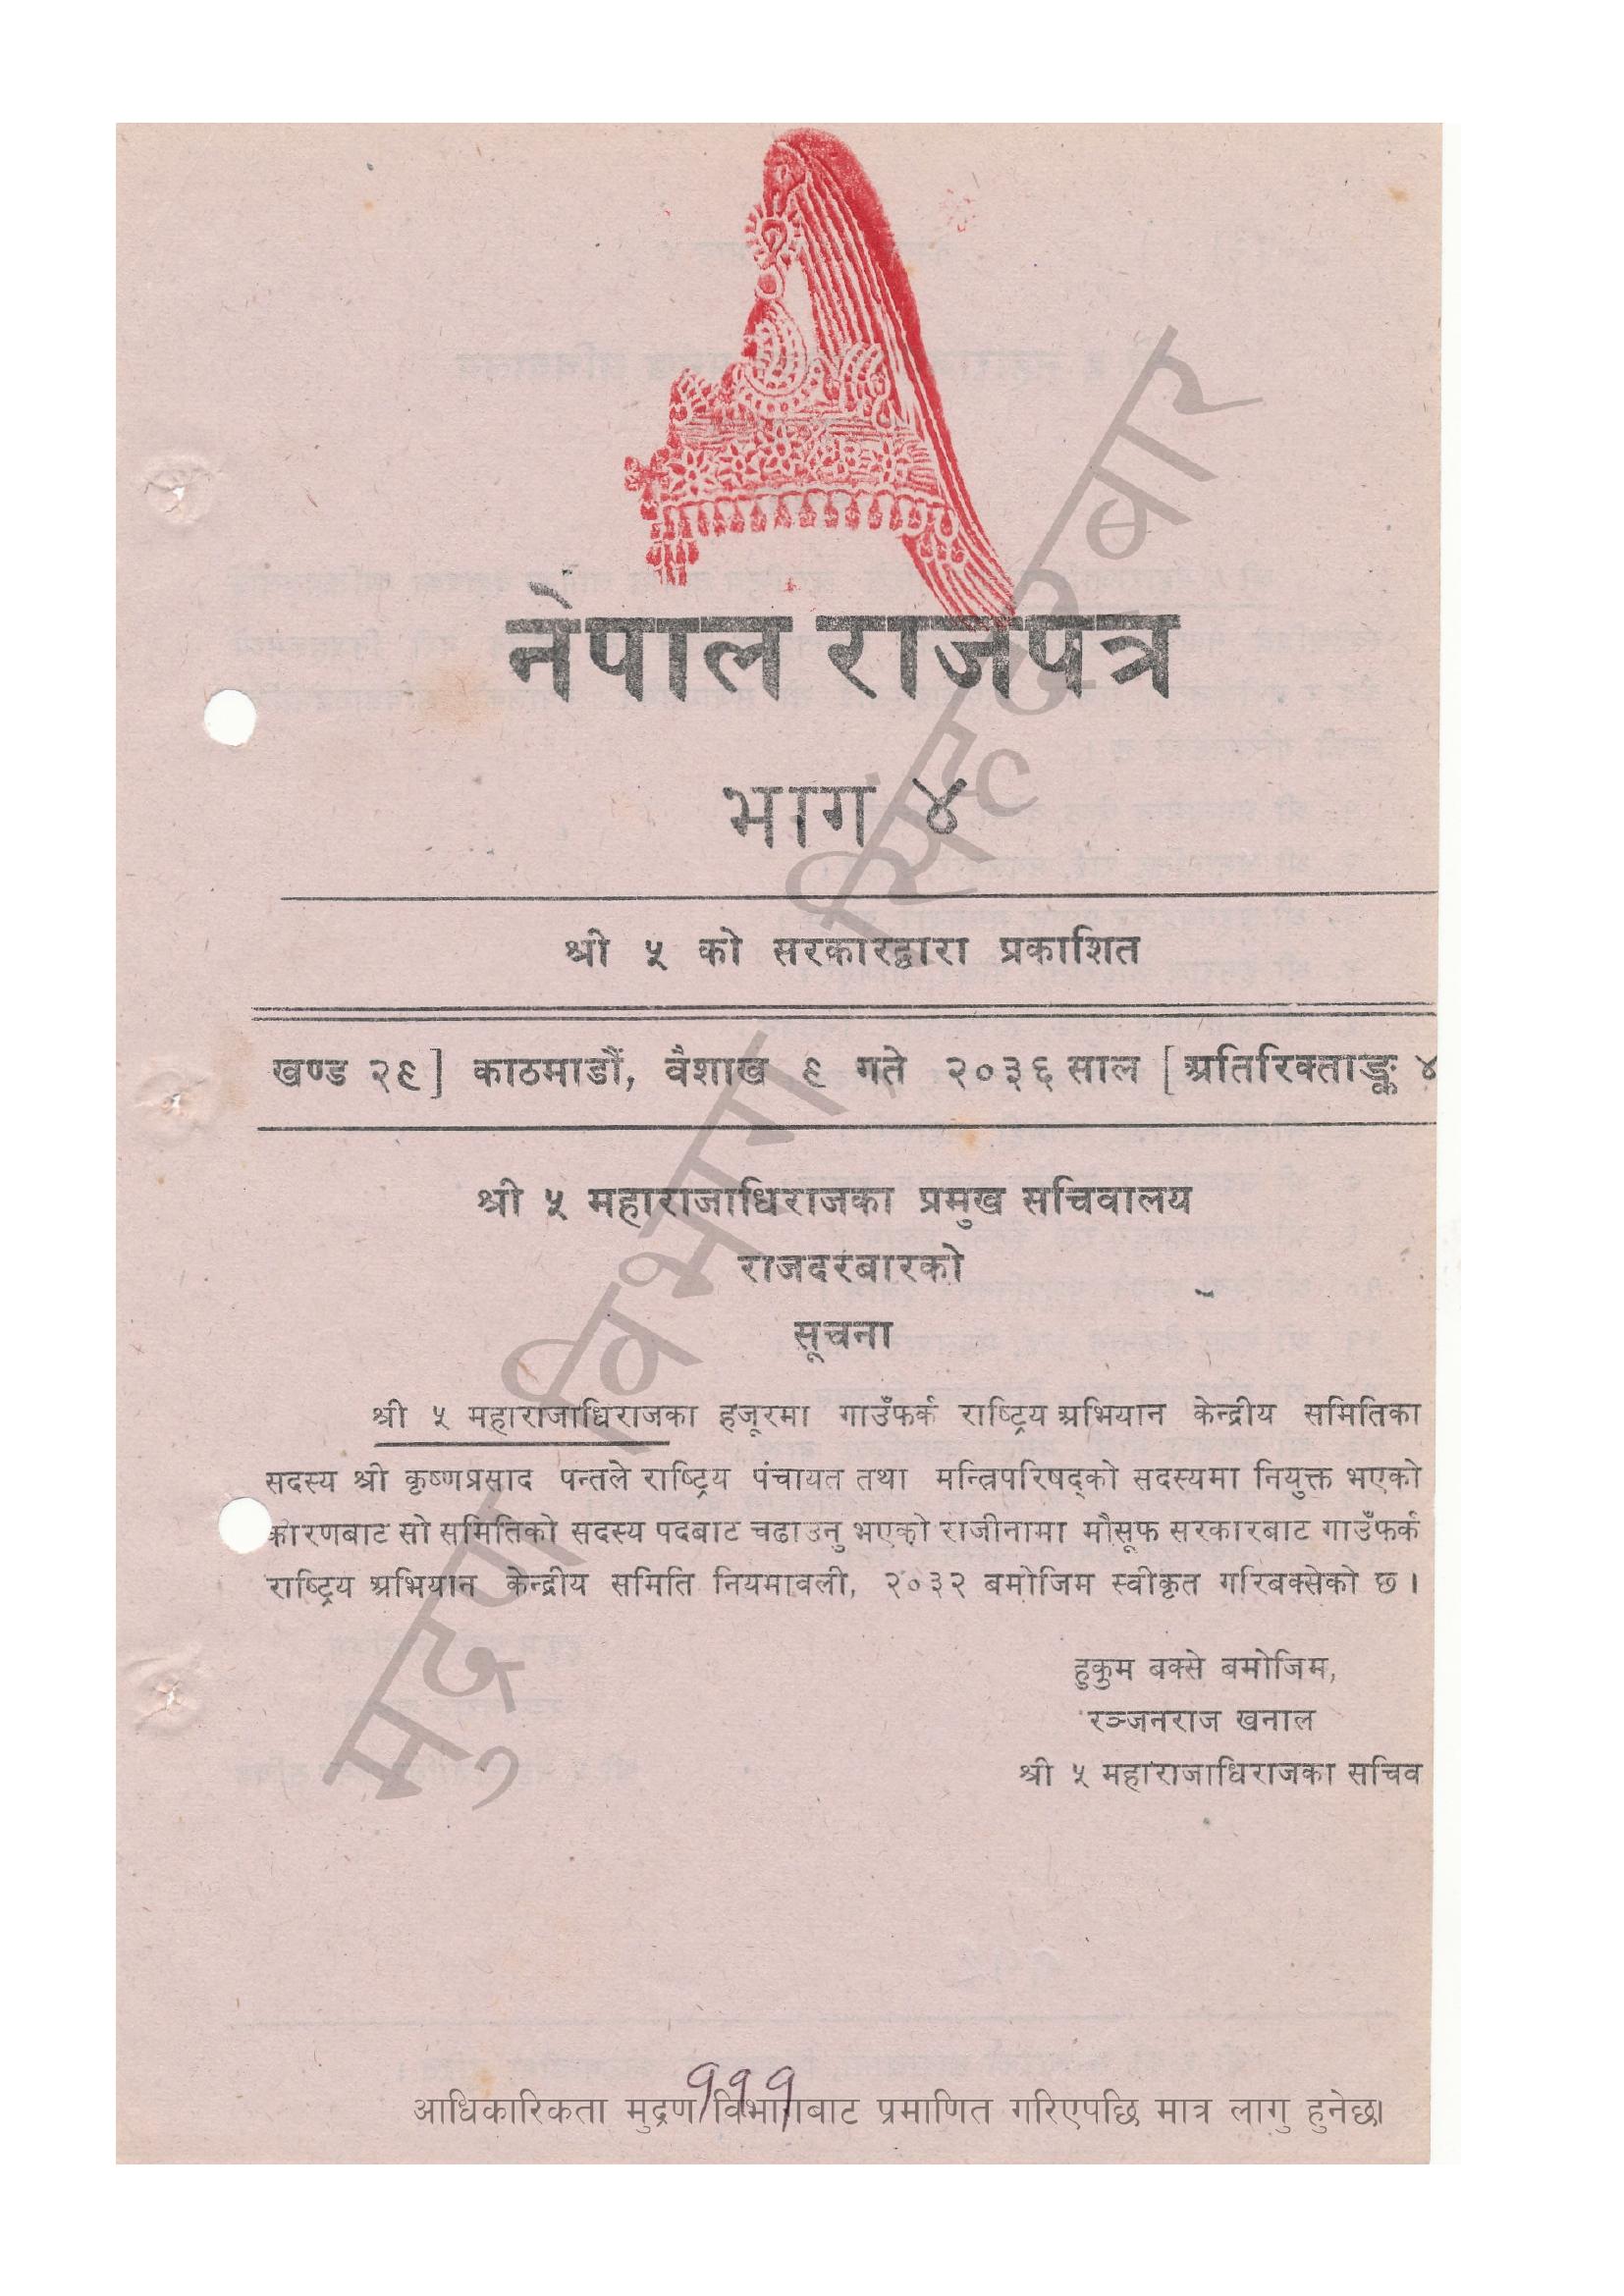 नेपाल राजपत्र
भाग ४
श्री ५ को सरकारद्वारा प्रकाशित
खण्ड २९] काठमाडौं, वैशाख ९ गते २०३६ साल [अतिरिक्ताङ्क ४
श्री ५ महाराजाधिराजका प्रमुख सचिवालय
राजदरबारको
सूचना
श्री ५ महाराजाधिराजका हजूरमा गाउँफर्क राष्ट्रिय अभियान केन्द्रीय समितिका
सदस्य श्री कृष्णप्रसाद पन्तले राष्ट्रिय पंचायत तथा मन्त्रिपरिषद्को सदस्यमा नियुक्त भएको
कारणबाट सो समितिको सदस्य पदबाट चढाउनु भएको राजीनामा मौसूफ सरकारबाट गाउँफर्क
राष्ट्रिय अभियान केन्द्रीय समिति नियमावली, २०३२ बमोजिम स्वीकृत गरिबक्सेको छ ।
हुकुम बक्से बमोजिम,
रञ्जनराज खनाल
श्री ५ महाराजाधिराजका सचिव
मुद्रण विभाग, सिंहदरबार
१११
आधिकारिकता मुद्रण विभागबाट प्रमाणित गरिएपछि मात्र लागु हुनेछ।